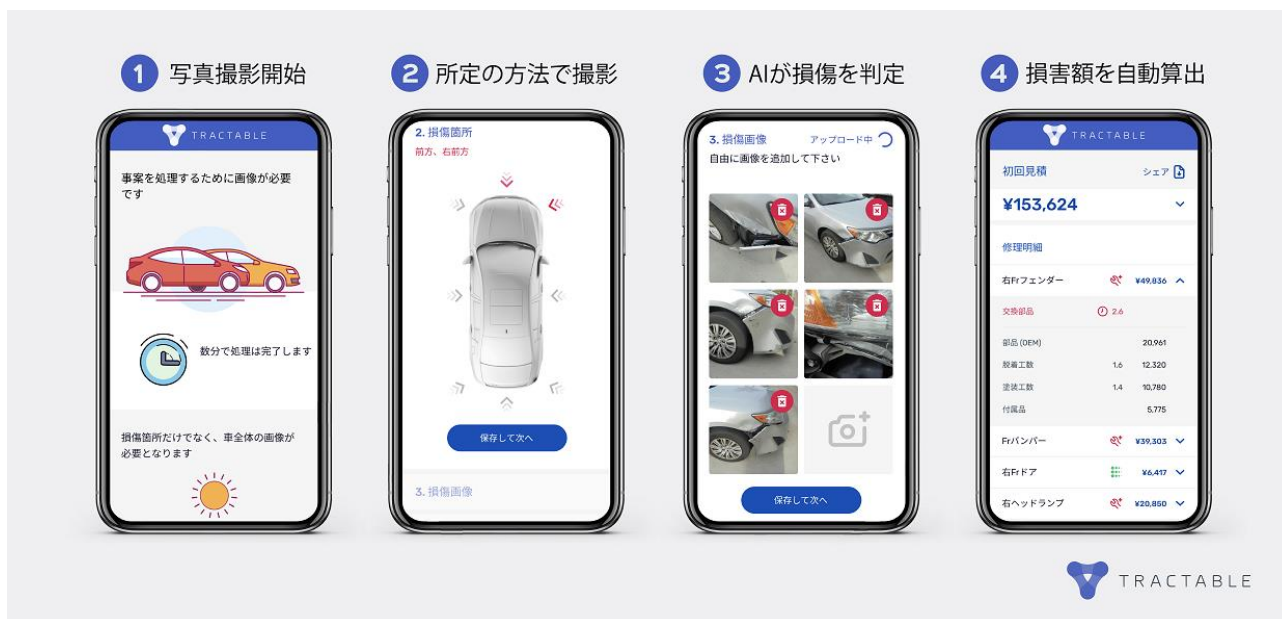 1 写真撮影開始
TRACTABLE
事案を処理するために画像が必要
です
数分で処理は完了します
損傷箇所だけでなく、車全体の画像が
必要となります
2 所定の方法で撮影
2. 損傷箇所
前方、右前方
保存して次へ
3. 損傷画像
3 AIが損傷を判定
3. 損傷画像 アップロード中
自由に画像を追加して下さい
保存して次へ
4 損害額を自動算出
TRACTABLE
初回見積 シェア
¥153,624
修理明細
右Frフェンダー ¥49,836
交換部品 2.6
部品 (OEM) 20,961
脱着工数 1.6 12,320
塗装工数 1.4 10,780
付属品 5,775
Frバンパー ¥39,303
右Frドア ¥6,417
右ヘッドランプ ¥20,850
TRACTABLE